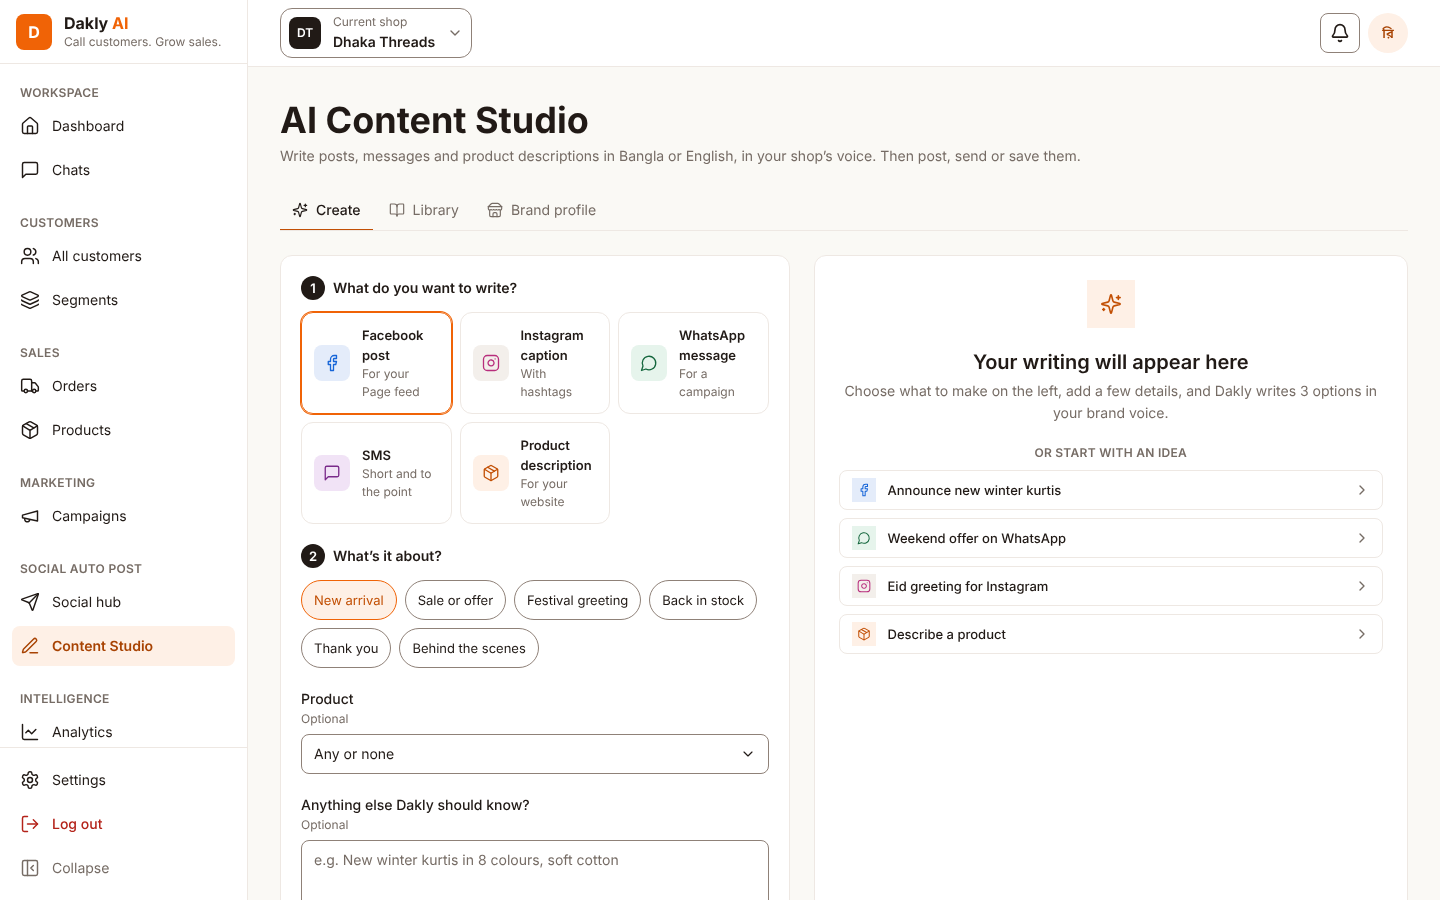 D
Dakly AI
Call customers. Grow sales.
WORKSPACE
Dashboard
Chats
CUSTOMERS
All customers
Segments
SALES
Orders
Products
MARKETING
Campaigns
SOCIAL AUTO POST
Social hub
Content Studio
INTELLIGENCE
Analytics
Settings
Log out
Collapse
DT
Current shop
Dhaka Threads
রি
AI Content Studio
Write posts, messages and product descriptions in Bangla or English, in your shop’s voice. Then post, send or save them.
Create
Library
Brand profile
1 What do you want to write?
Facebook
post
For your
Page feed
Instagram
caption
With
hashtags
WhatsApp
message
For a
campaign
SMS
Short and to
the point
Product
description
For your
website
2 What’s it about?
New arrival
Sale or offer
Festival greeting
Back in stock
Thank you
Behind the scenes
Product
Optional
Any or none
Anything else Dakly should know?
Optional
e.g. New winter kurtis in 8 colours, soft cotton
Your writing will appear here
Choose what to make on the left, add a few details, and Dakly writes 3 options in
your brand voice.
OR START WITH AN IDEA
Announce new winter kurtis
Weekend offer on WhatsApp
Eid greeting for Instagram
Describe a product